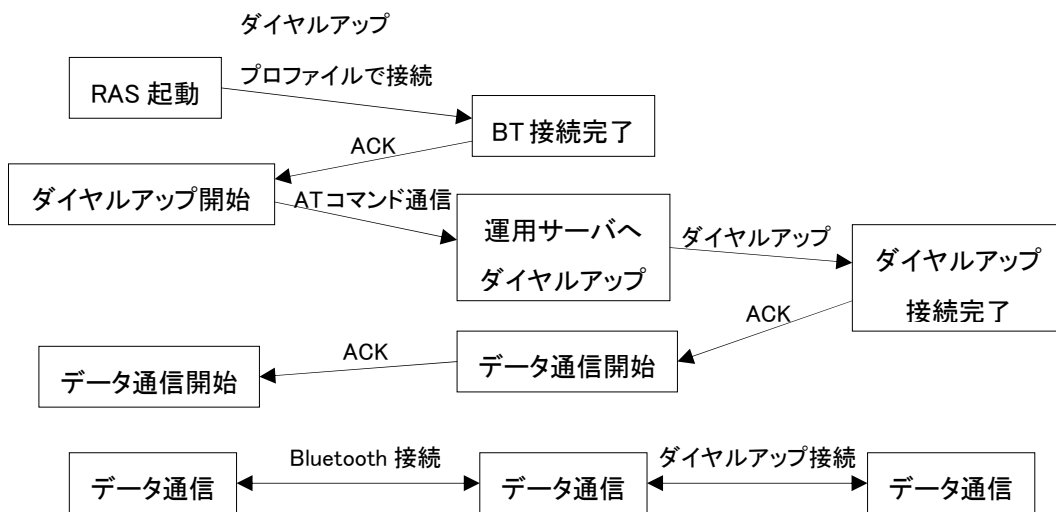 ダイヤルアップ
プロファイルで接続
RAS 起動
BT 接続完了
ACK
ダイヤルアップ開始
ATコマンド通信
運用サーバへ
ダイヤルアップ
ダイヤルアップ
ダイヤルアップ
接続完了
ACK
データ通信開始
ACK
データ通信開始
Bluetooth 接続
ダイヤルアップ接続
データ通信
データ通信
データ通信